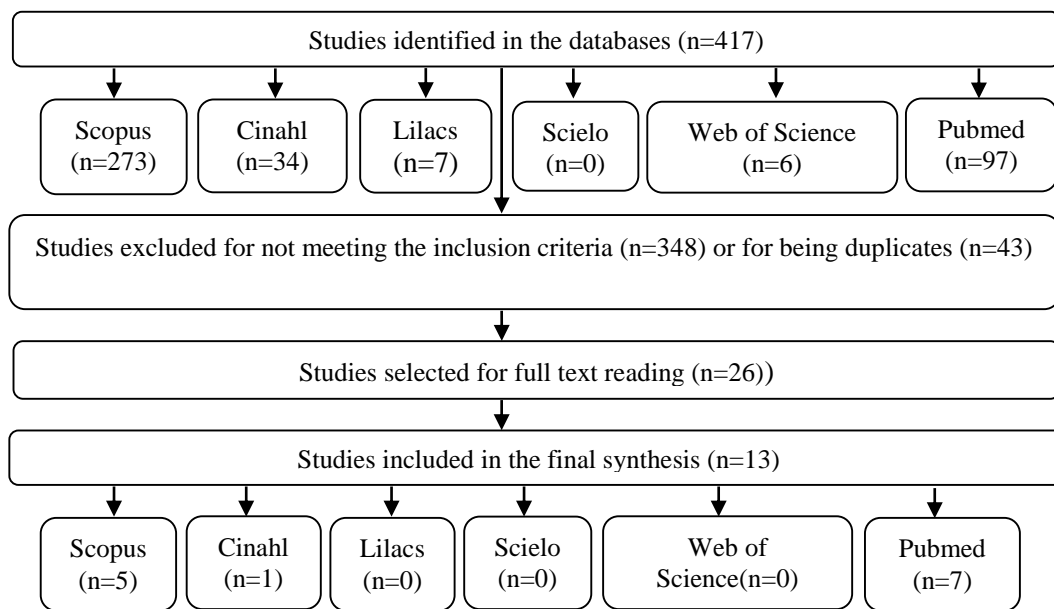 Studies identified in the databases (n=417)
Scopus
(n=273)
Cinahl
(n=34)
Lilacs
(n=7)
Scielo
(n=0)
Web of Science
(n=6)
Pubmed
(n=97)
Studies excluded for not meeting the inclusion criteria (n=348) or for being duplicates (n=43)
Studies selected for full text reading (n=26))
Studies included in the final synthesis (n=13)
Scopus
(n=5)
Cinahl
(n=1)
Lilacs
(n=0)
Scielo
(n=0)
Web of
Science(n=0)
Pubmed
(n=7)